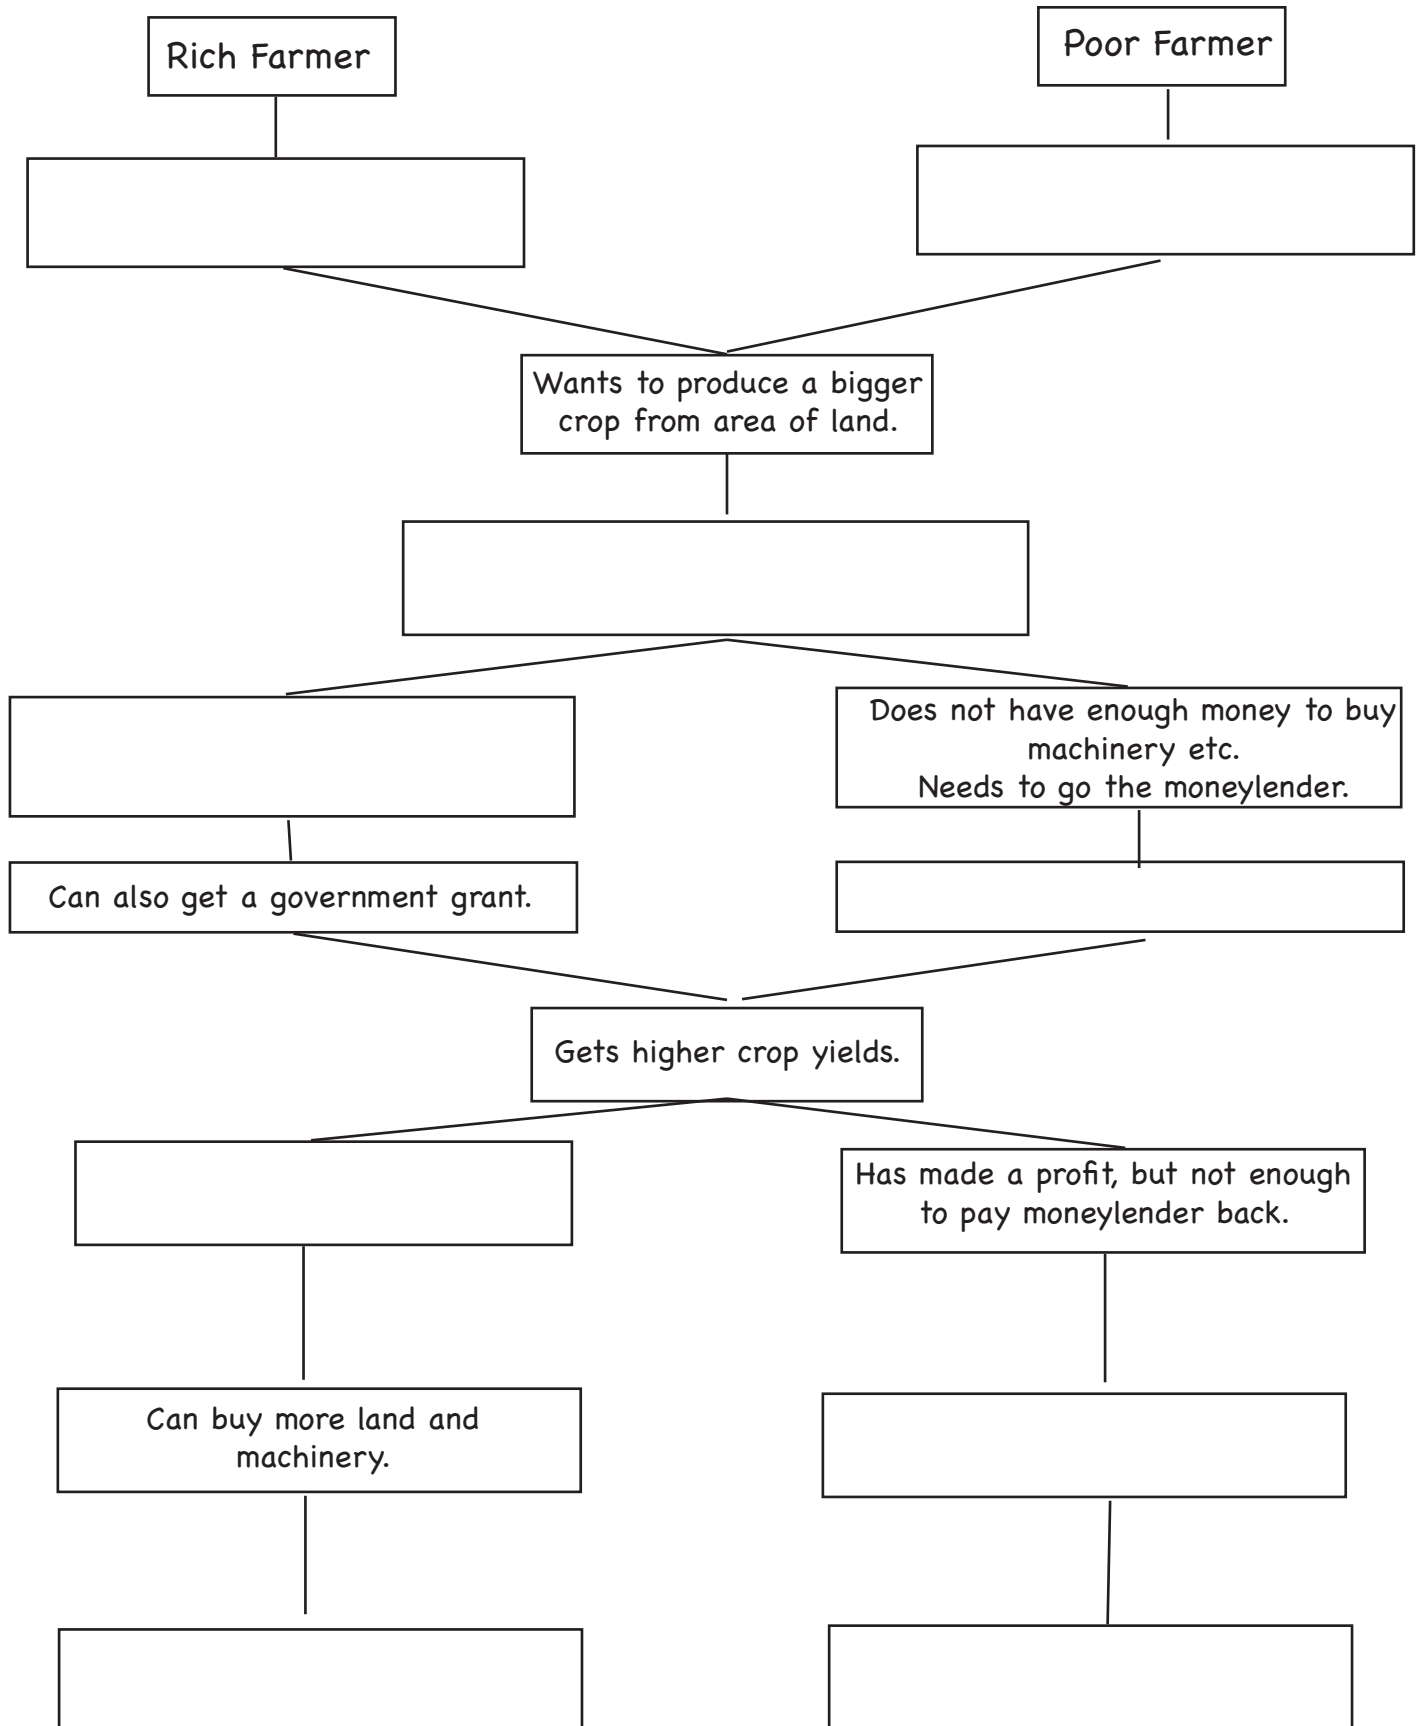 Rich Farmer
Poor Farmer
Wants to produce a bigger
crop from area of land.
Does not have enough money to buy
machinery etc.
Needs to go the moneylender.
Can also get a government grant.
Gets higher crop yields.
Has made a profit, but not enough
to pay moneylender back.
Can buy more land and
machinery.